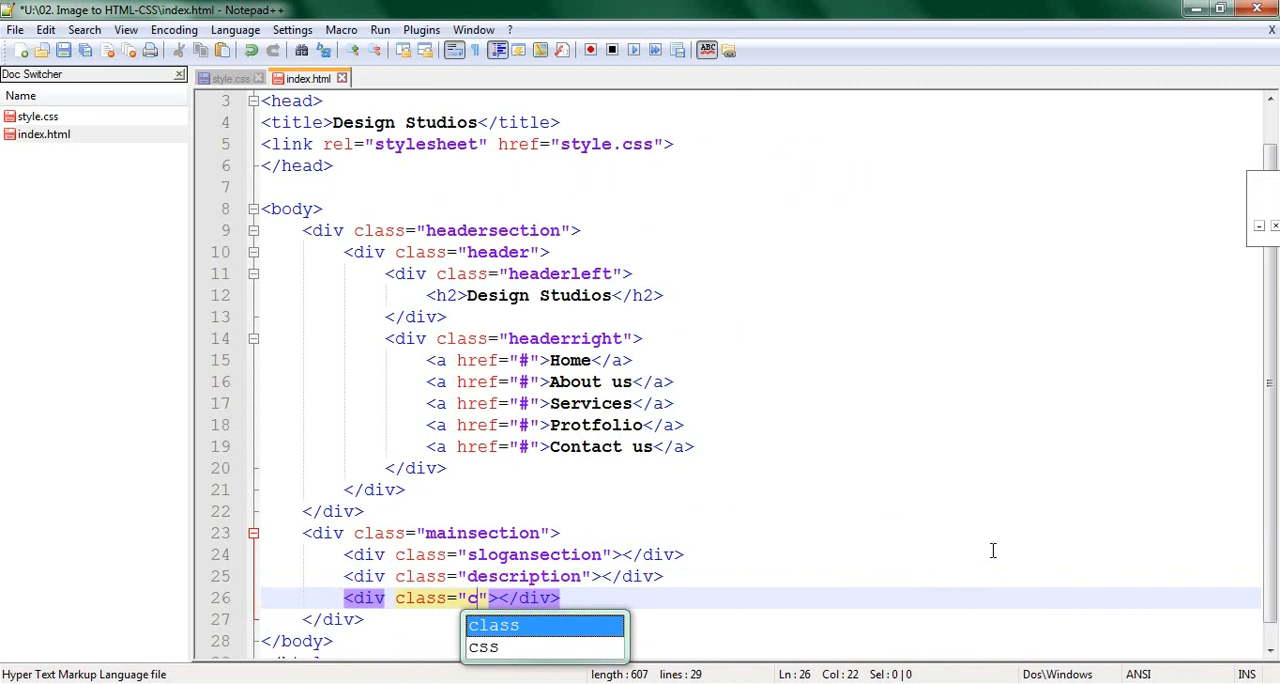 *U:\02. Image to HTML-CSS\index.html - Notepad++
File Edit Search View Encoding Language Settings Macro Run Plugins Window ? X
ABC
Doc Switcher
style.css index.html
Name
style.css
index.html
3 <head>
4 <title>Design Studios</title>
5 <link rel="stylesheet" href="style.css">
6 </head>
7
8 <body>
9 <div class="headersection">
10 <div class="header">
11 <div class="headerleft">
12 <h2>Design Studios</h2>
13 </div>
14 <div class="headerright">
15 <a href="#">Home</a>
16 <a href="#">About us</a>
17 <a href="#">Services</a>
18 <a href="#">Protfolio</a>
19 <a href="#">Contact us</a>
20 </div>
21 </div>
22 </div>
23 <div class="mainsection">
24 <div class="slogansection"></div>
25 <div class="description"></div>
26 <div class="c"></div>
27 </div>
28 </body>
class
css
Hyper Text Markup Language file length : 607 lines : 29 Ln : 26 Col : 22 Sel : 0 | 0 Dos\Windows ANSI INS